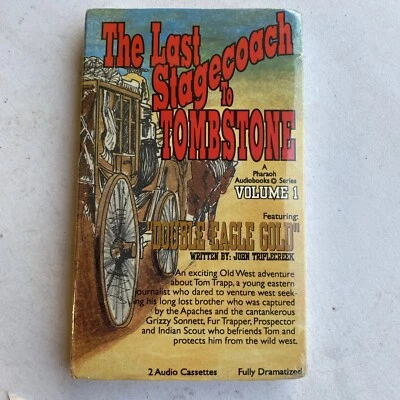 The Last
Stagecoach
To
TOMBSTONE
A
Pharaoh
Audiobooks© Series
VOLUME 1
Featuring:
"DOUBLE EAGLE GOLD"
WRITTEN BY: JOHN TRIPLECREEK
An exciting Old West adventure
about Tom Trapp, a young eastern
journalist who dared to venture west seek-
ing his long lost brother who was captured
by the Apaches and the cantankerous
Grizzy Sonnett, Fur Trapper, Prospector
and Indian Scout who befriends Tom and
protects him from the wild west.
2 Audio Cassettes Fully Dramatized